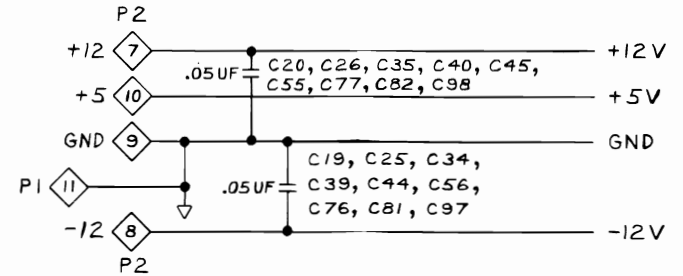 P2
+12 7 +12V
.05UF C20, C26, C35, C40, C45,
C55, C77, C82, C98
+5 10 +5V
GND 9 GND
C19, C25, C34,
P1 11 .05UF C39, C44, C56,
C76, C81, C97
-12 8 -12V
P2